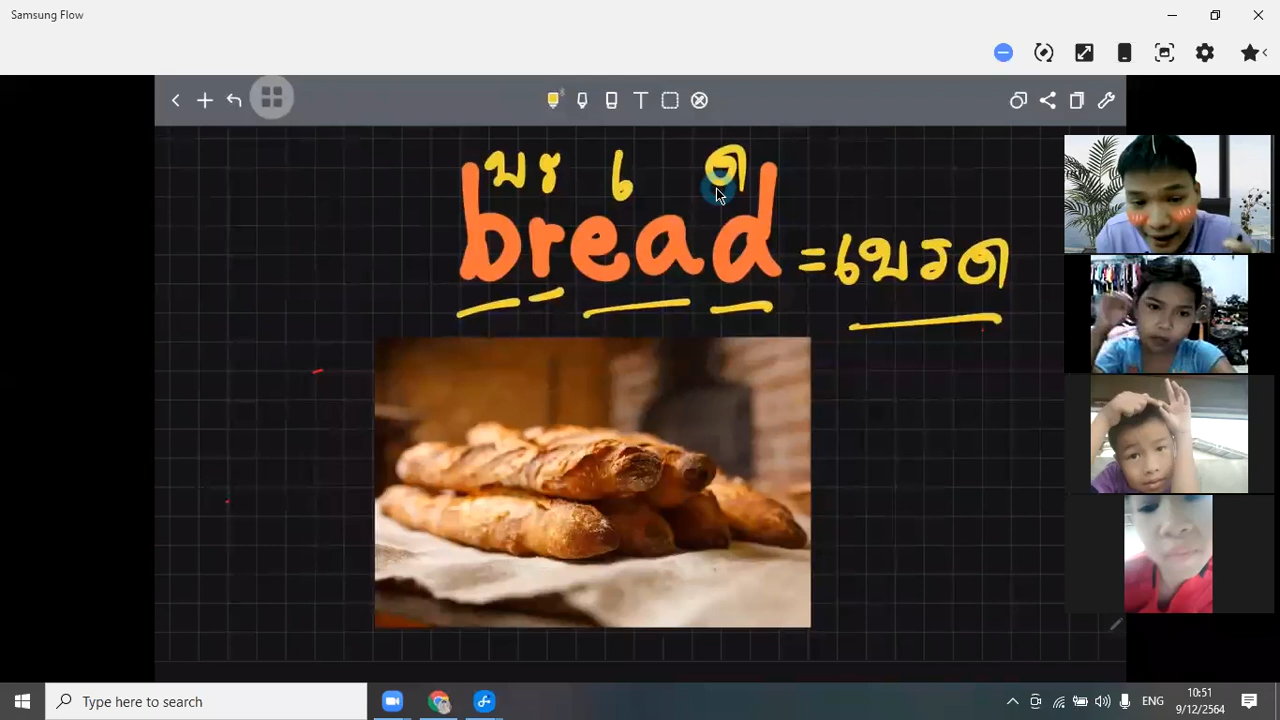 Samsung Flow
บร เ ด
bread = เบรด
Type here to search
ENG
10:51
9/12/2564